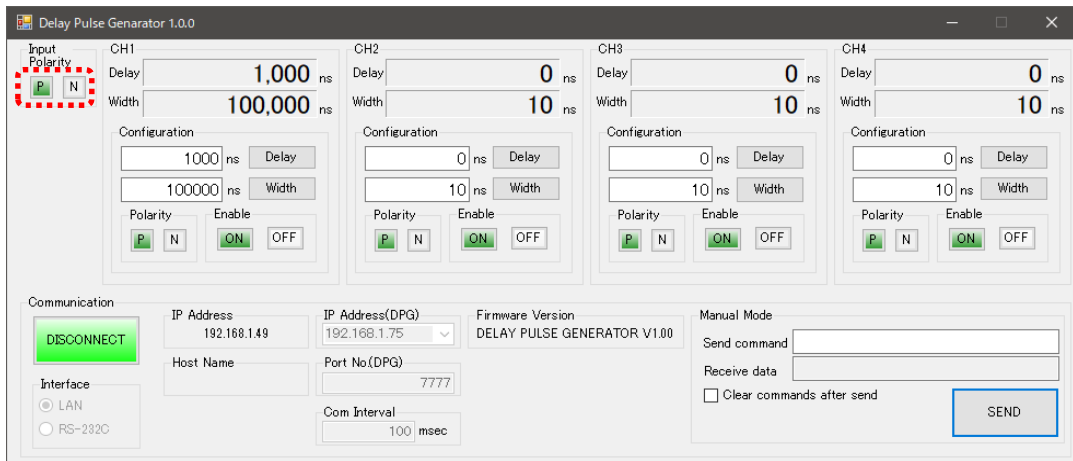 Delay Pulse Genarator 1.0.0
Input Polarity
P N
CH1
Delay 1,000 ns
Width 100,000 ns
Configuration
1000 ns Delay
100000 ns Width
Polarity Enable
P N ON OFF
CH2
Delay 0 ns
Width 10 ns
Configuration
0 ns Delay
10 ns Width
Polarity Enable
P N ON OFF
CH3
Delay 0 ns
Width 10 ns
Configuration
0 ns Delay
10 ns Width
Polarity Enable
P N ON OFF
CH4
Delay 0 ns
Width 10 ns
Configuration
0 ns Delay
10 ns Width
Polarity Enable
P N ON OFF
Communication
DISCONNECT
Interface
LAN
RS-232C
IP Address
192.168.1.49
Host Name
IP Address(DPG)
192.168.1.75
Port No.(DPG)
7777
Com Interval
100 msec
Firmware Version
DELAY PULSE GENERATOR V1.00
Manual Mode
Send command
Receive data
Clear commands after send
SEND